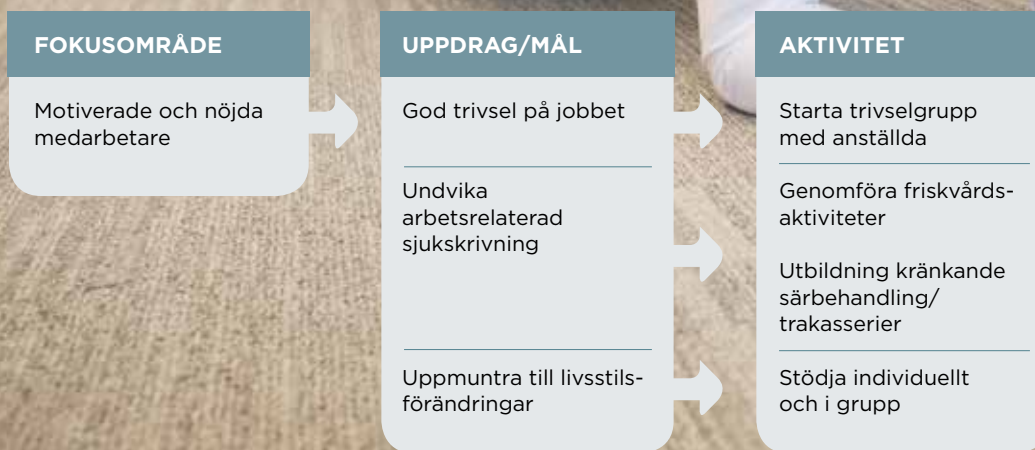 FOKUSOMRÅDE
Motiverade och nöjda
medarbetare
UPPDRAG/MÅL
God trivsel på jobbet
Undvika
arbetsrelaterad
sjukskrivning
Uppmuntra till livsstils-
förändringar
AKTIVITET
Starta trivselgrupp
med anställda
Genomföra friskvårds-
aktiviteter
Utbildning kränkande
särbehandling/
trakasserier
Stödja individuellt
och i grupp